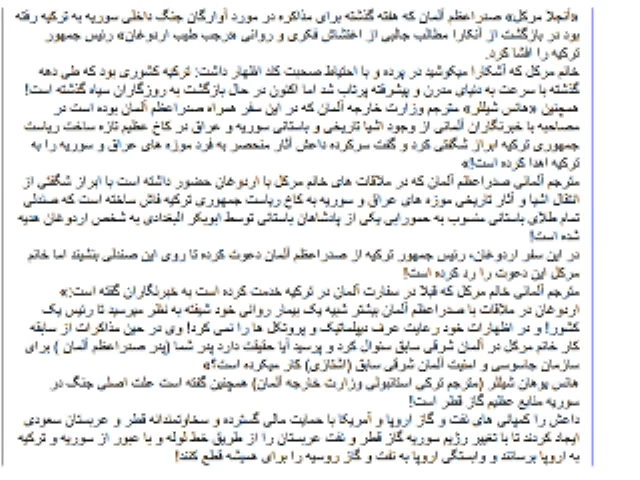 «آنجلا مرکل» صدراعظم آلمان که هفته گذشته برای مذاکره در مورد آوارگان جنگ داخلی سوریه به ترکیه رفته
بود در بازگشت از آنکارا مطالب جالبی از اغتشاش فکری و روانی «رجب طیب اردوغان» رئیس جمهور
ترکیه را افشا کرد.
خانم مرکل که آشکارا میکوشید در پرده و با احتیاط صحبت کند اظهار داشت: ترکیه کشوری بود که طی دهه
گذشته با سرعت به دنیای مدرن و پیشرفته پرتاب شد اما اکنون در حال بازگشت به روزگاران سیاه گذشته است!
همچنین «هانس شیللر» مترجم وزارت خارجه آلمان که در این سفر همراه صدراعظم آلمان بوده است در
مصاحبه با خبرنگاران آلمانی از وجود اشیا تاریخی و باستانی سوریه و عراق در کاخ عظیم تازه ساخت ریاست
جمهوری ترکیه ابراز شگفتی کرد و گفت سرکرده داعش آثار منحصر به فرد موزه های عراق و سوریه را به
ترکیه اهدا کرده است!»
مترجم آلمانی صدراعظم آلمان که در ملاقات های خانم مرکل با اردوغان حضور داشته است با ابراز شگفتی از
انتقال اشیا و آثار تاریخی موزه های عراق و سوریه به کاخ ریاست جمهوری ترکیه فاش ساخته است که صندلی
تمام طلای باستانی منسوب به حمورابی یکی از پادشاهان باستانی توسط ابوبکر البغدادی به شخص اردوغان هدیه
شده است!
در این سفر اردوغان، رئیس جمهور ترکیه از صدراعظم آلمان دعوت کرده تا روی این صندلی بنشیند اما خانم
مرکل این دعوت را رد کرده است!
مترجم آلمانی خانم مرکل که قبلا در سفارت آلمان در ترکیه خدمت کرده است به خبرنگاران گفته است:»
اردوغان در ملاقات با صدراعظم آلمان بیشتر شبیه یک بیمار روانی خود شیفته به نظر میرسید تا رئیس یک
کشور! و در اظهارات خود رعایت عرف دیپلماتیک و پروتکل ها را نمی کرد! وی در حین مذاکرات از سابقه
کار خانم مرکل در آلمان شرقی سابق سئوال کرد و پرسید آیا حقیقت دارد پدر شما (پدر صدراعظم آلمان ) برای
سازمان جاسوسی و امنیت آلمان شرقی سابق (اشتازی) کار میکرده است؟»
هانس یوهان شیللر (مترجم ترکی استانبولی وزارت خارجه آلمان) همچنین گفته است علت اصلی جنگ در
سوریه منابع عظیم گاز قطر است!
داعش را کمپانی های نفت و گاز اروپا و آمریکا با حمایت مالی گسترده و سخاوتمندانه قطر و عربستان سعودی
ایجاد کردند تا با تغییر رژیم سوریه گاز قطر و نفت عربستان را از طریق خط لوله و با عبور از سوریه و ترکیه
به اروپا برسانند و وابستگی اروپا به نفت و گاز روسیه را برای همیشه قطع کنند!